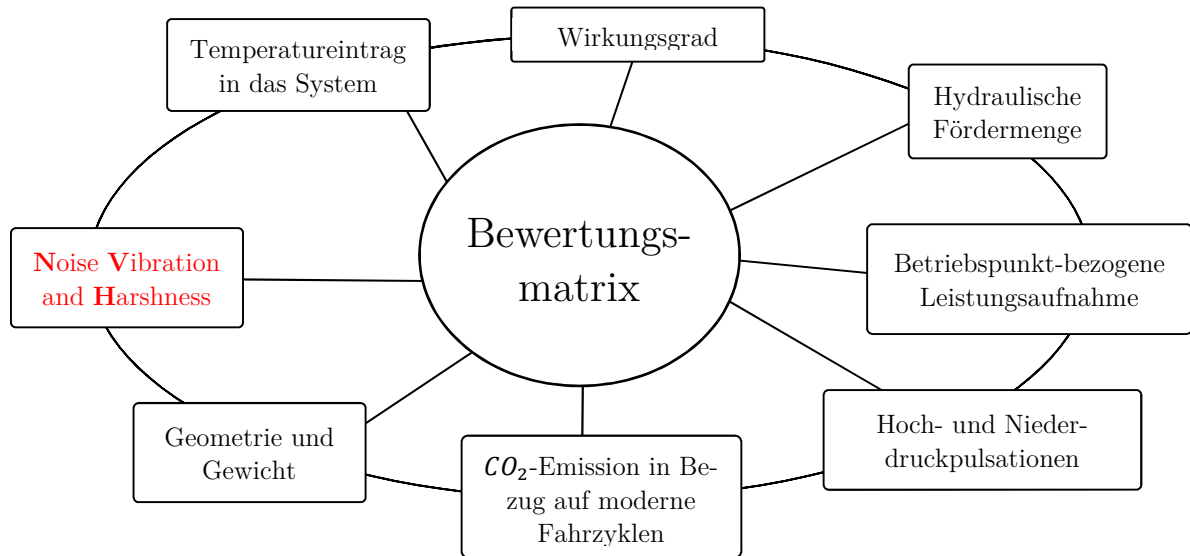 Temperatureintrag
in das System
Wirkungsgrad
Hydraulische
Fördermenge
Bewertungs-
matrix
Noise Vibration
and Harshness
Betriebspunkt-bezogene
Leistungsaufnahme
Geometrie und
Gewicht
CO₂-Emission in Be-
zug auf moderne
Fahrzyklen
Hoch- und Nieder-
druckpulsationen